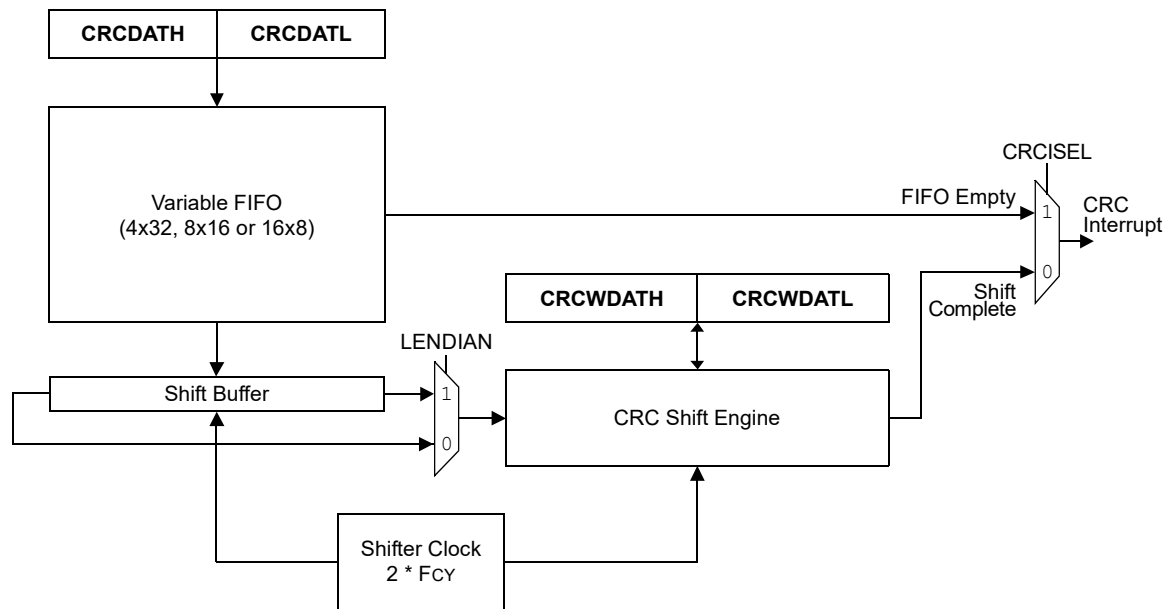 CRCDATH CRCDATL
Variable FIFO
(4x32, 8x16 or 16x8)
CRCISEL
FIFO Empty
1
CRC
Interrupt
0
Shift
Complete
CRCWDATH CRCWDATL
LENDIAN
Shift Buffer
1
0
CRC Shift Engine
Shifter Clock
2 * FCY